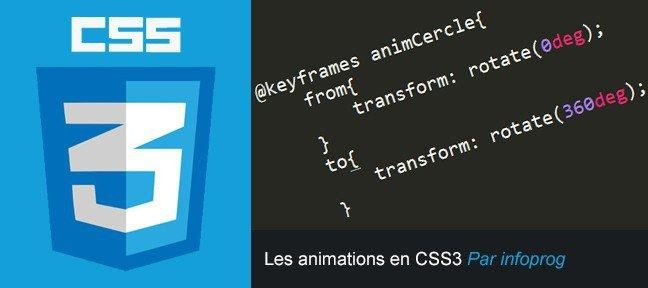 CSS
3
@keyframes animCercle{
from{
transform: rotate(0deg);
}
to{
transform: rotate(360deg);
}
Les animations en CSS3 Par infoprog